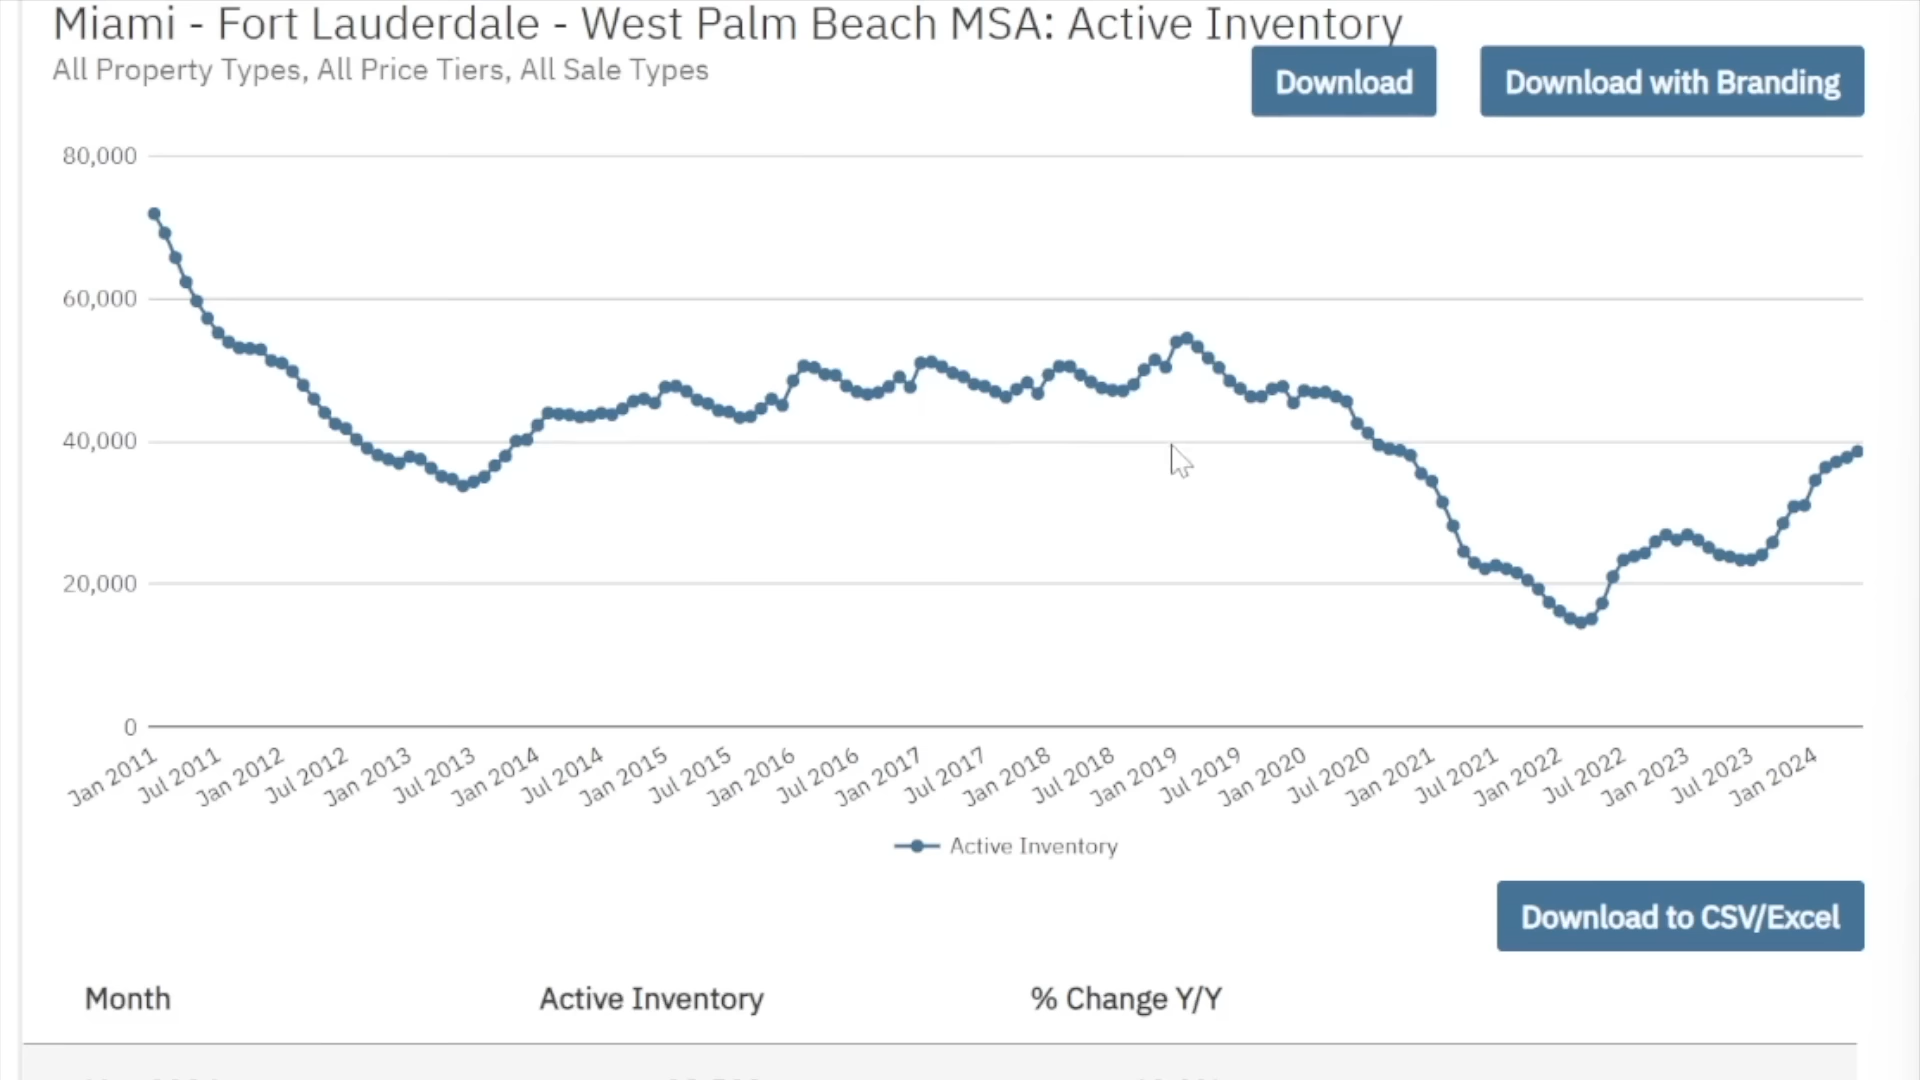 Miami - Fort Lauderdale - West Palm Beach MSA: Active Inventory
All Property Types, All Price Tiers, All Sale Types
Download
Download with Branding
80,000
60,000
40,000
20,000
0
Jan 2011
Jul 2011
Jan 2012
Jul 2012
Jan 2013
Jul 2013
Jan 2014
Jul 2014
Jan 2015
Jul 2015
Jan 2016
Jul 2016
Jan 2017
Jul 2017
Jan 2018
Jul 2018
Jan 2019
Jul 2019
Jan 2020
Jul 2020
Jan 2021
Jul 2021
Jan 2022
Jul 2022
Jan 2023
Jul 2023
Jan 2024
Active Inventory
Download to CSV/Excel
Month Active Inventory % Change Y/Y